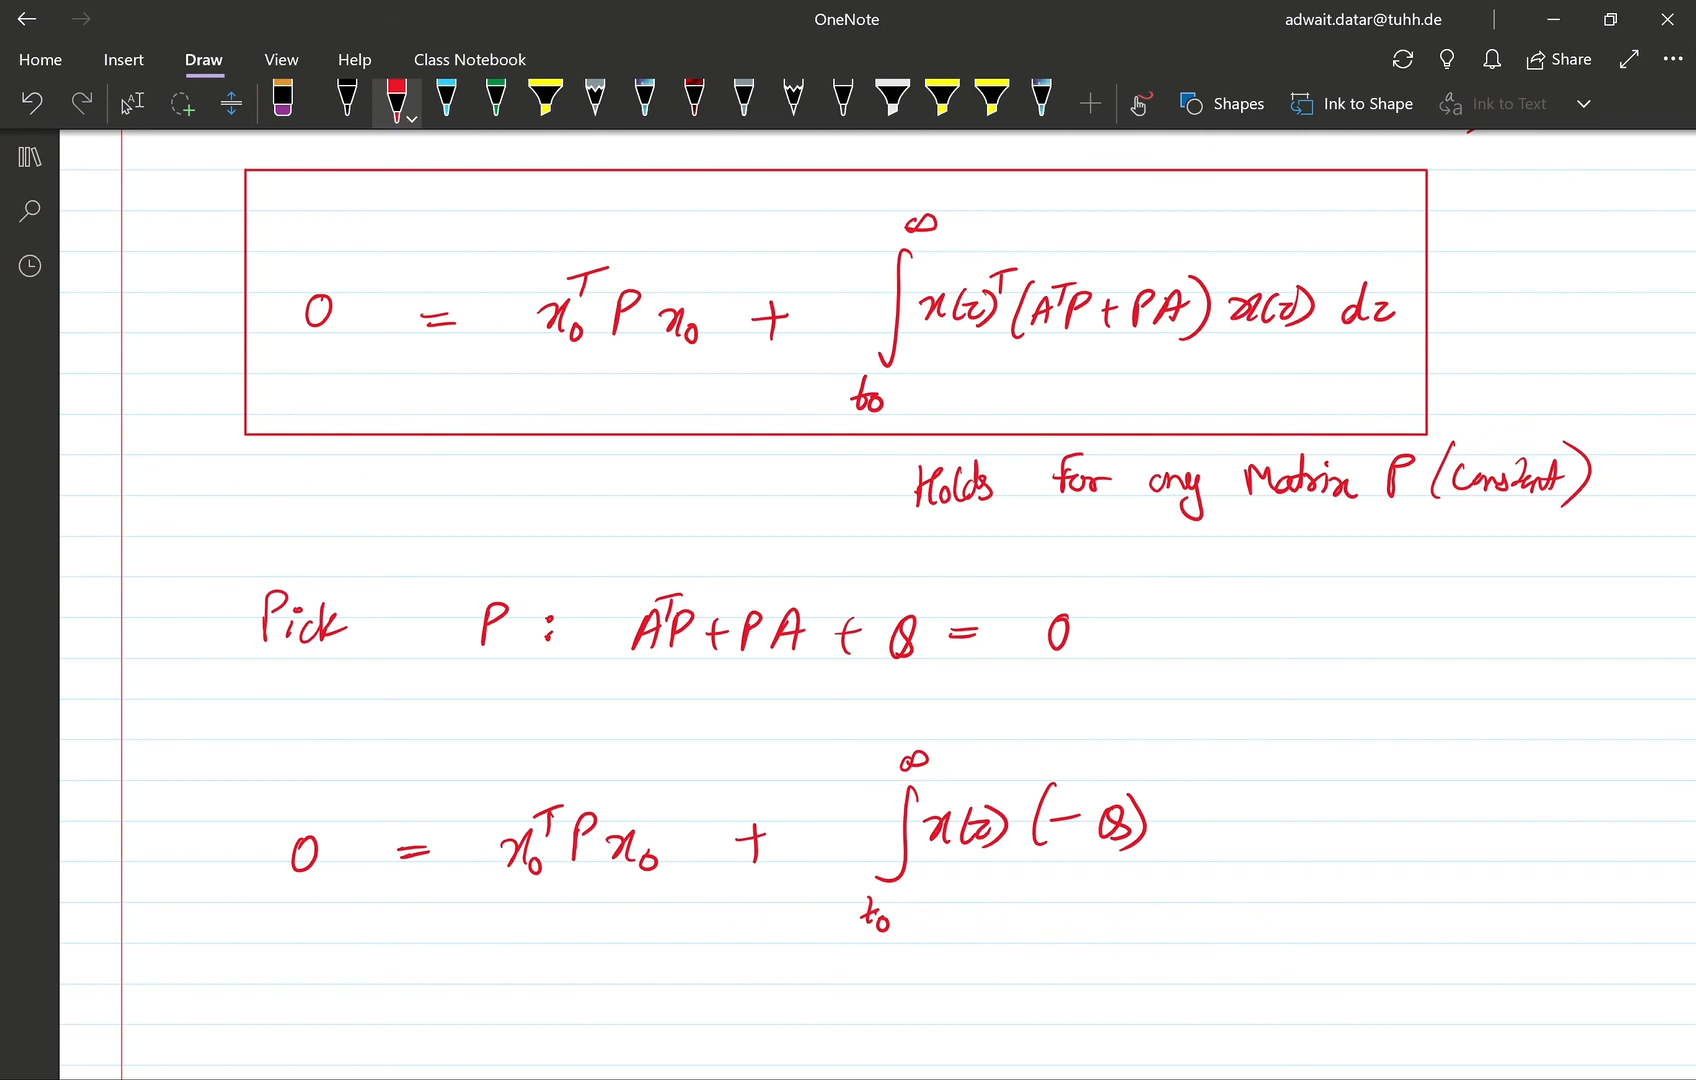 OneNote
adwait.datar@tuhh.de
Home Insert Draw View Help Class Notebook
Share
Shapes Ink to Shape Ink to Text
0 = x₀ᵀ P x₀ + ∫_{t₀}^{∞} x(τ)ᵀ (AᵀP + PA) x(τ) dτ
Holds for any Matrix P (constant)
Pick P : AᵀP + PA + Q = 0
0 = x₀ᵀ P x₀ + ∫_{t₀}^{∞} x(τ) (- Q)